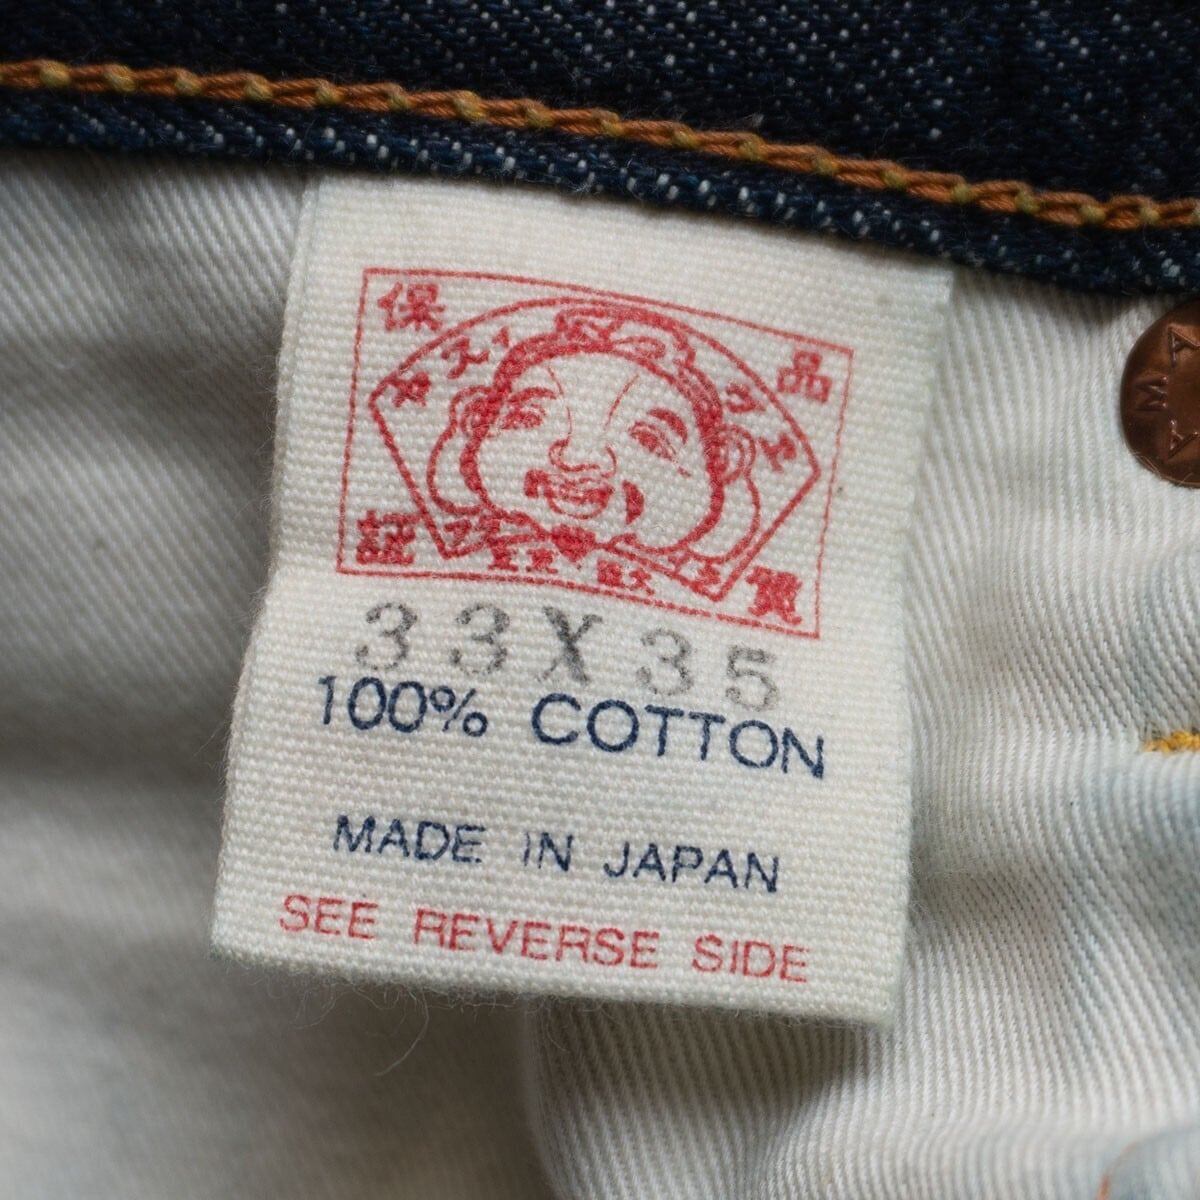 保 品
証 質
33X35
100% COTTON
MADE IN JAPAN
SEE REVERSE SIDE